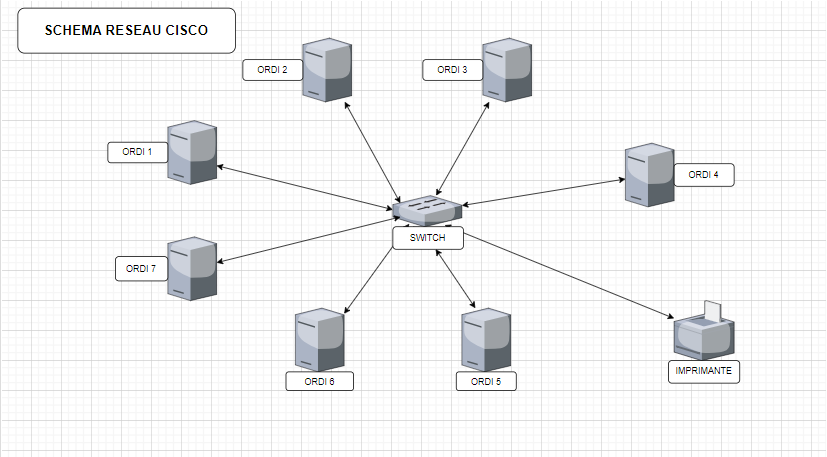 SCHEMA RESEAU CISCO
ORDI 2
ORDI 3
ORDI 1
ORDI 4
SWITCH
ORDI 7
ORDI 6
ORDI 5
IMPRIMANTE